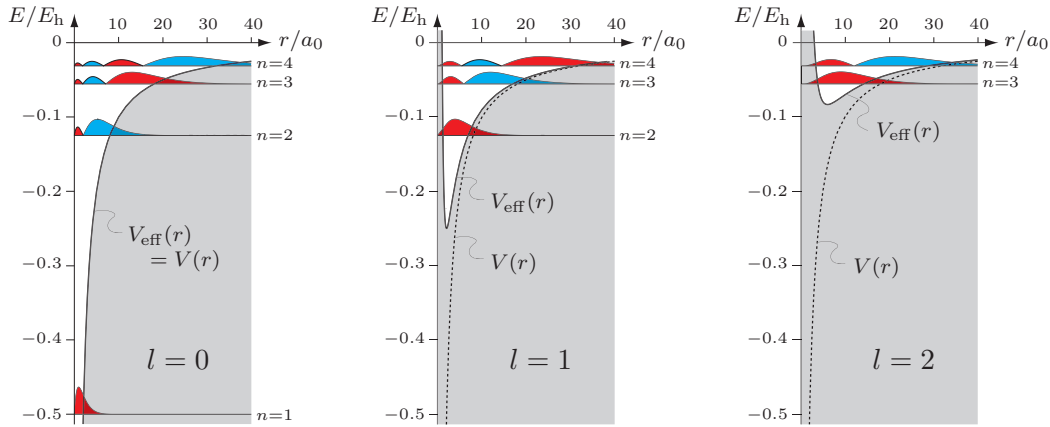 E/E_h
0 10 20 30 40
r/a_0
0
n=4
n=3
−0.1
n=2
−0.2
V_eff(r)
= V(r)
−0.3
−0.4
l = 0
−0.5
n=1
E/E_h
0 10 20 30 40
r/a_0
0
n=4
n=3
−0.1
n=2
−0.2
V_eff(r)
V(r)
−0.3
−0.4
l = 1
−0.5
E/E_h
0 10 20 30 40
r/a_0
0
n=4
n=3
−0.1
V_eff(r)
−0.2
−0.3
V(r)
−0.4
l = 2
−0.5